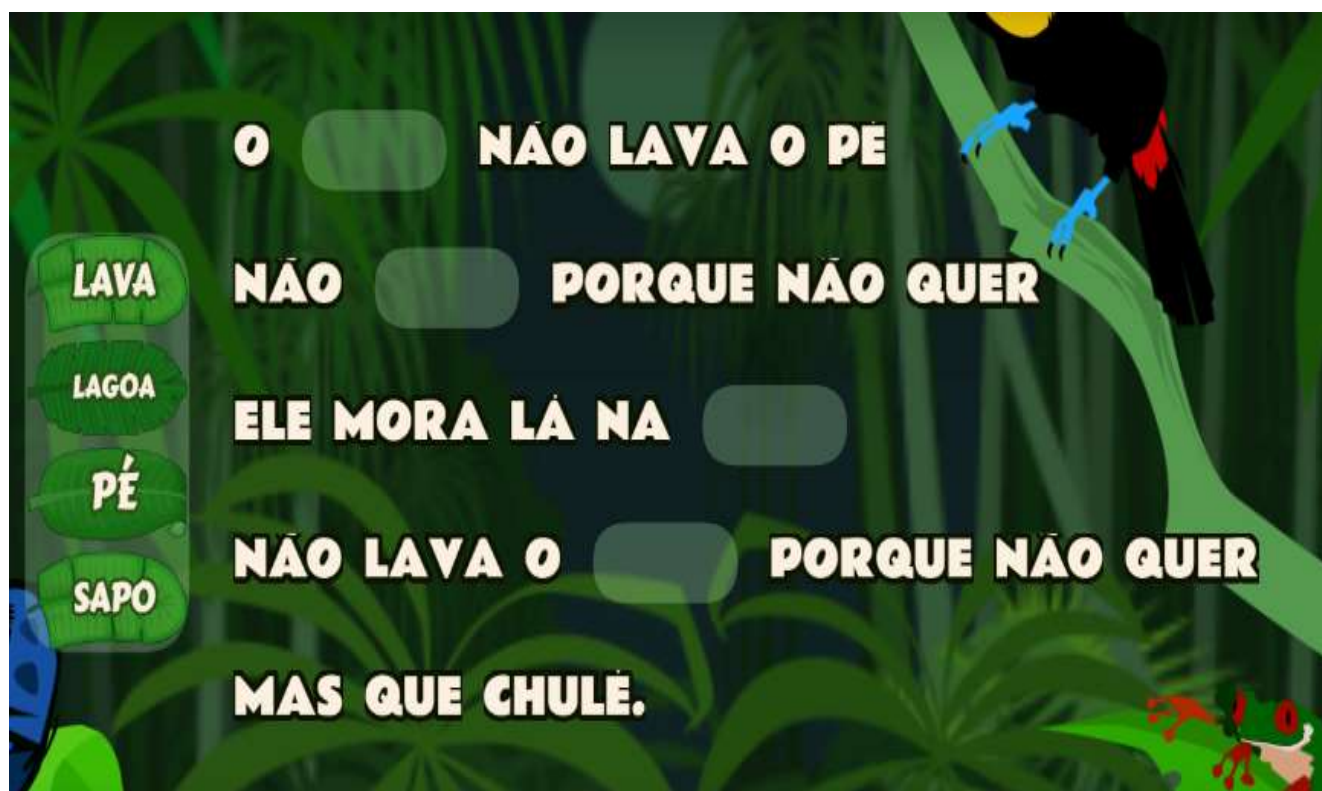 O NÃO LAVA O PÉ
NÃO PORQUE NÃO QUER
ELE MORA LÁ NA
NÃO LAVA O PORQUE NÃO QUER
MAS QUE CHULÉ.
LAVA
LAGOA
PÉ
SAPO